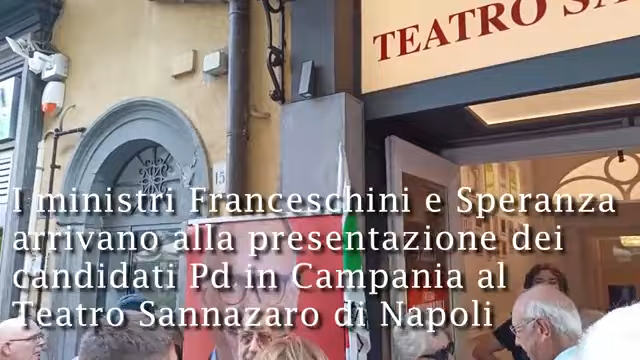 TEATRO SA
15
I ministri Franceschini e Speranza
arrivano alla presentazione dei
candidati Pd in Campania al
Teatro Sannazaro di Napoli